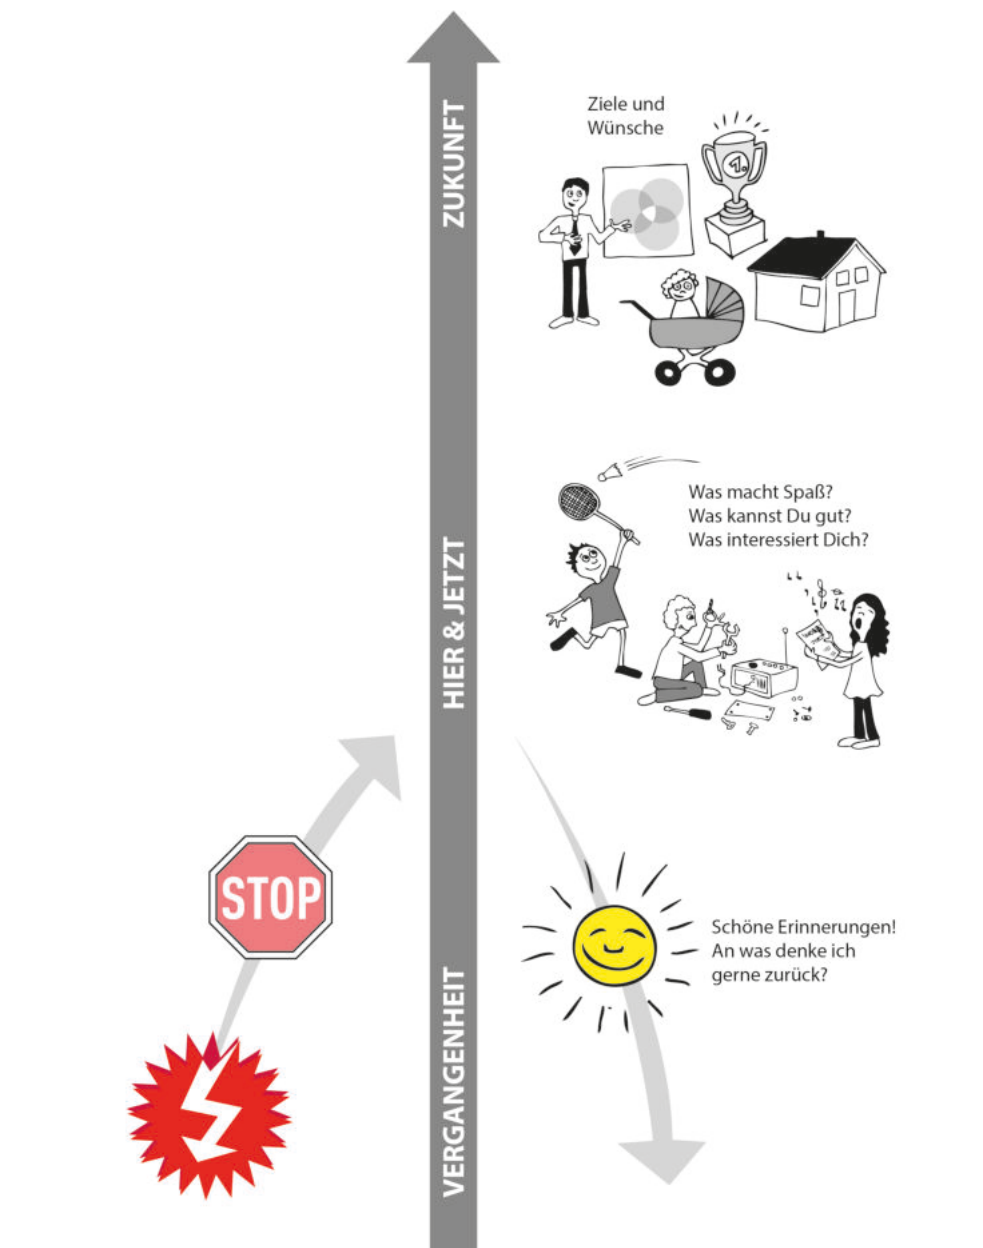 ZUKUNFT
Ziele und
Wünsche
1.
HIER & JETZT
Was macht Spaß?
Was kannst Du gut?
Was interessiert Dich?
STOP
VERGANGENHEIT
Schöne Erinnerungen!
An was denke ich
gerne zurück?